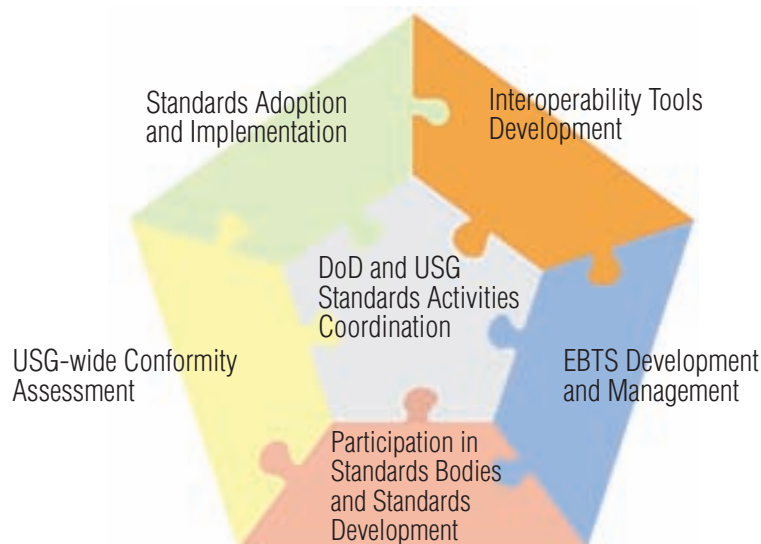 Standards Adoption
and Implementation
Interoperability Tools
Development
DoD and USG
Standards Activities
Coordination
USG-wide Conformity
Assessment
EBTS Development
and Management
Participation in
Standards Bodies
and Standards
Development